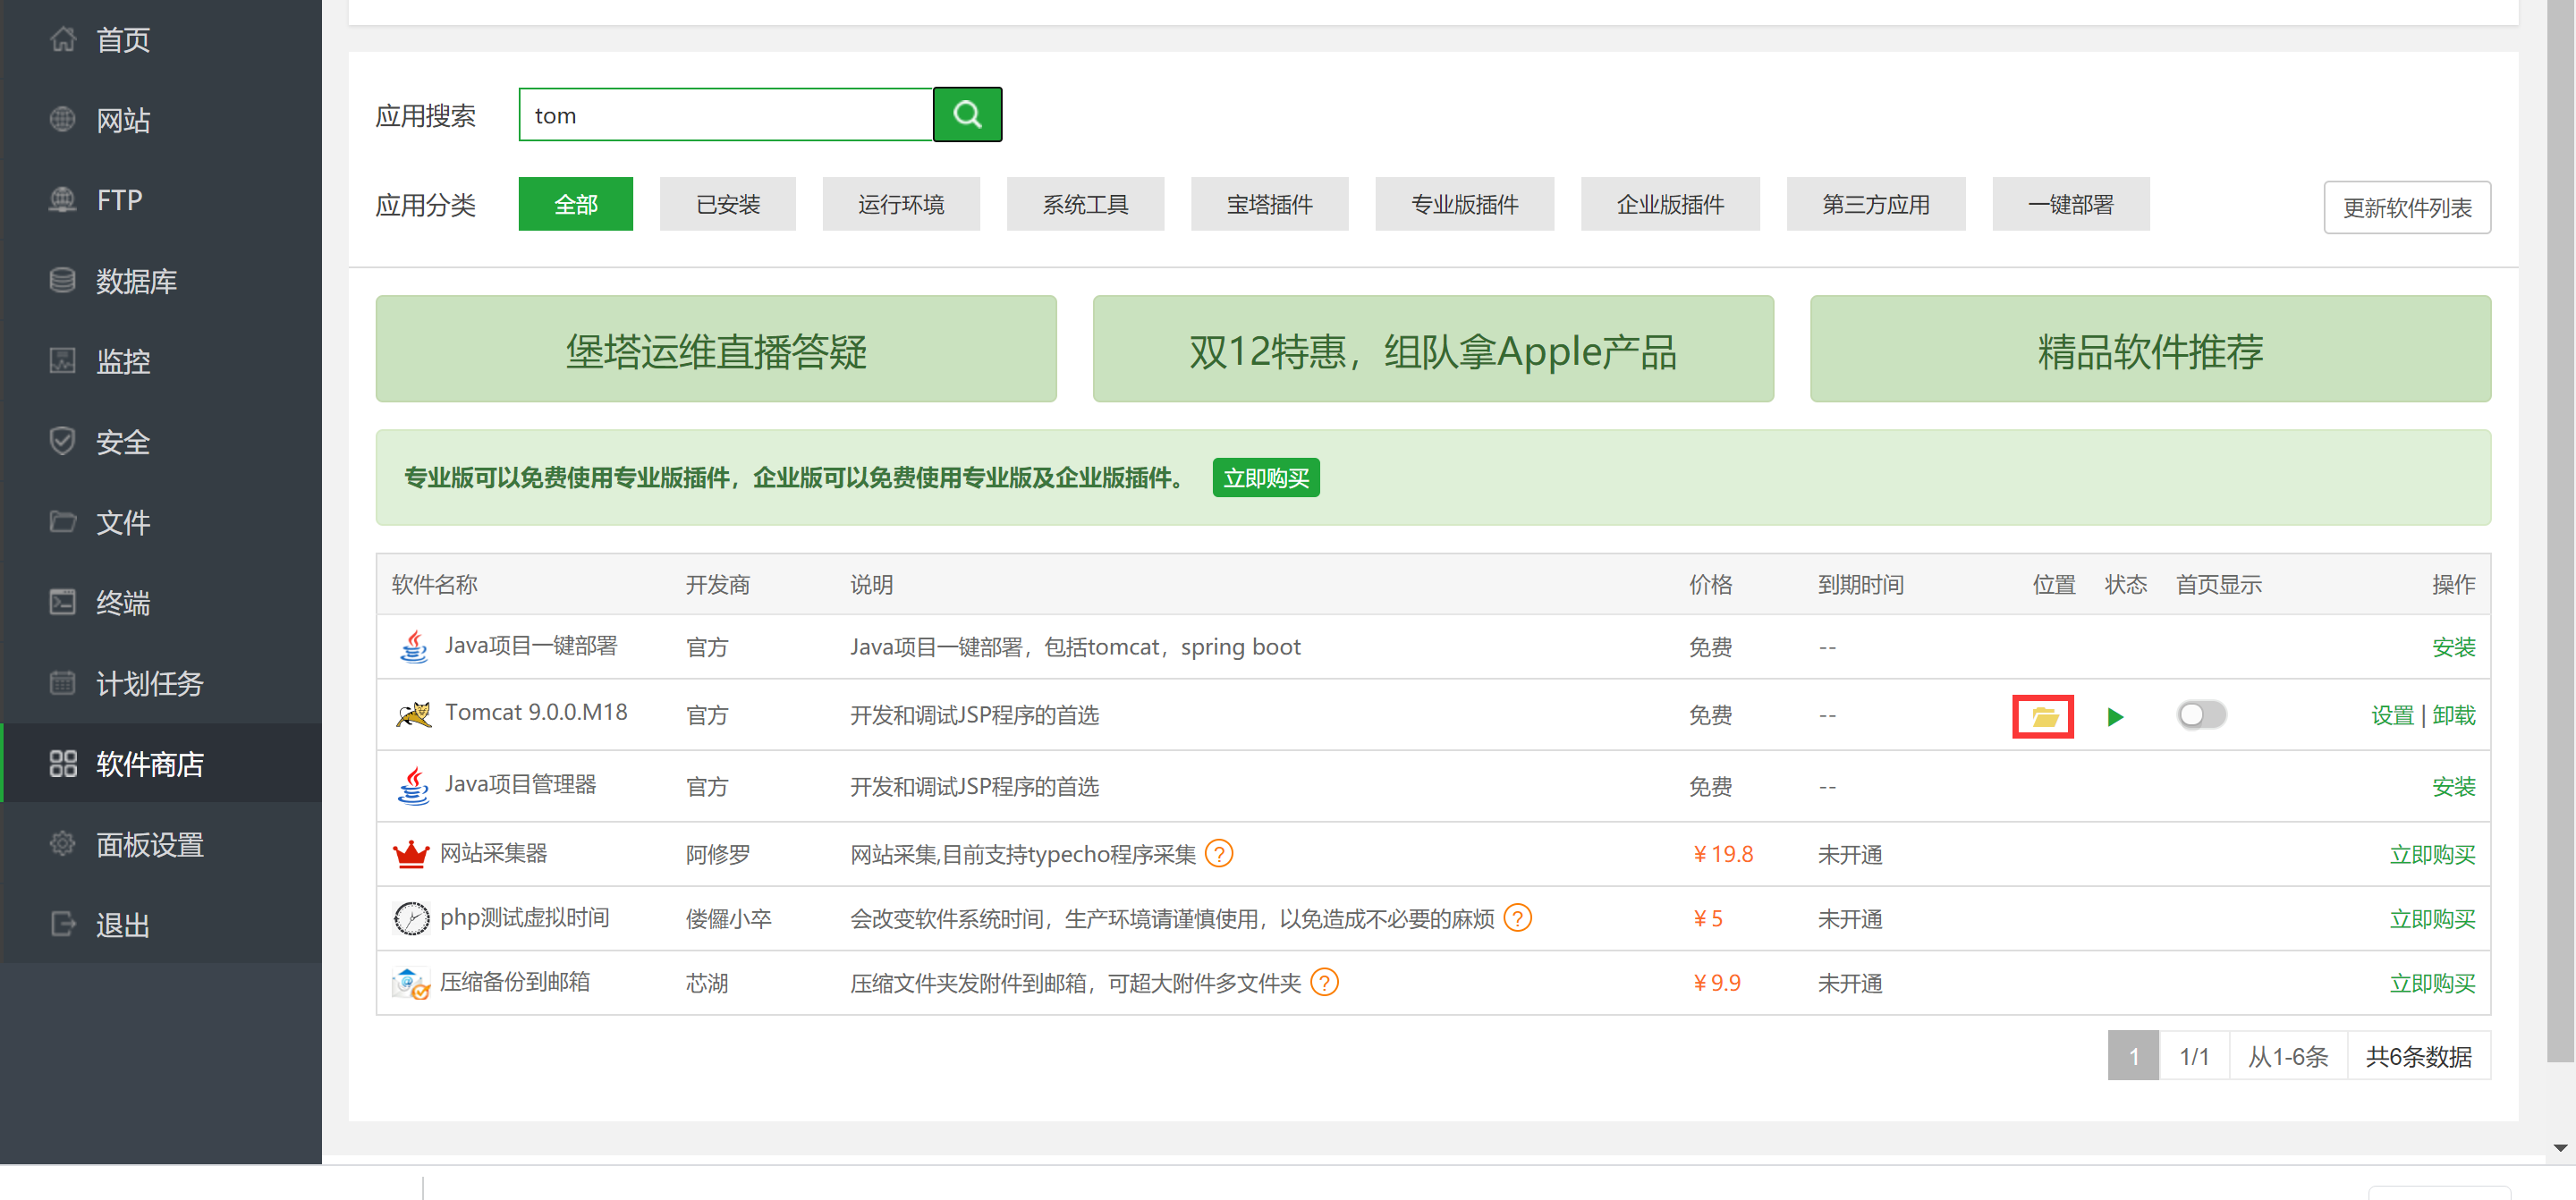 首页
网站
FTP
数据库
监控
安全
文件
终端
计划任务
软件商店
面板设置
退出
应用搜索 tom
应用分类 全部 已安装 运行环境 系统工具 宝塔插件 专业版插件 企业版插件 第三方应用 一键部署 更新软件列表
堡塔运维直播答疑 双12特惠，组队拿Apple产品 精品软件推荐
专业版可以免费使用专业版插件，企业版可以免费使用专业版及企业版插件。 立即购买
软件名称 开发商 说明 价格 到期时间 位置 状态 首页显示 操作
Java项目一键部署 官方 Java项目一键部署，包括tomcat，spring boot 免费 -- 安装
Tomcat 9.0.0.M18 官方 开发和调试JSP程序的首选 免费 -- 设置 | 卸载
Java项目管理器 官方 开发和调试JSP程序的首选 免费 -- 安装
网站采集器 阿修罗 网站采集,目前支持typecho程序采集 ? ￥19.8 未开通 立即购买
php测试虚拟时间 偻儸小卒 会改变软件系统时间，生产环境请谨慎使用，以免造成不必要的麻烦 ? ￥5 未开通 立即购买
压缩备份到邮箱 芯湖 压缩文件夹发附件到邮箱，可超大附件多文件夹 ? ￥9.9 未开通 立即购买
1 1/1 从1-6条 共6条数据